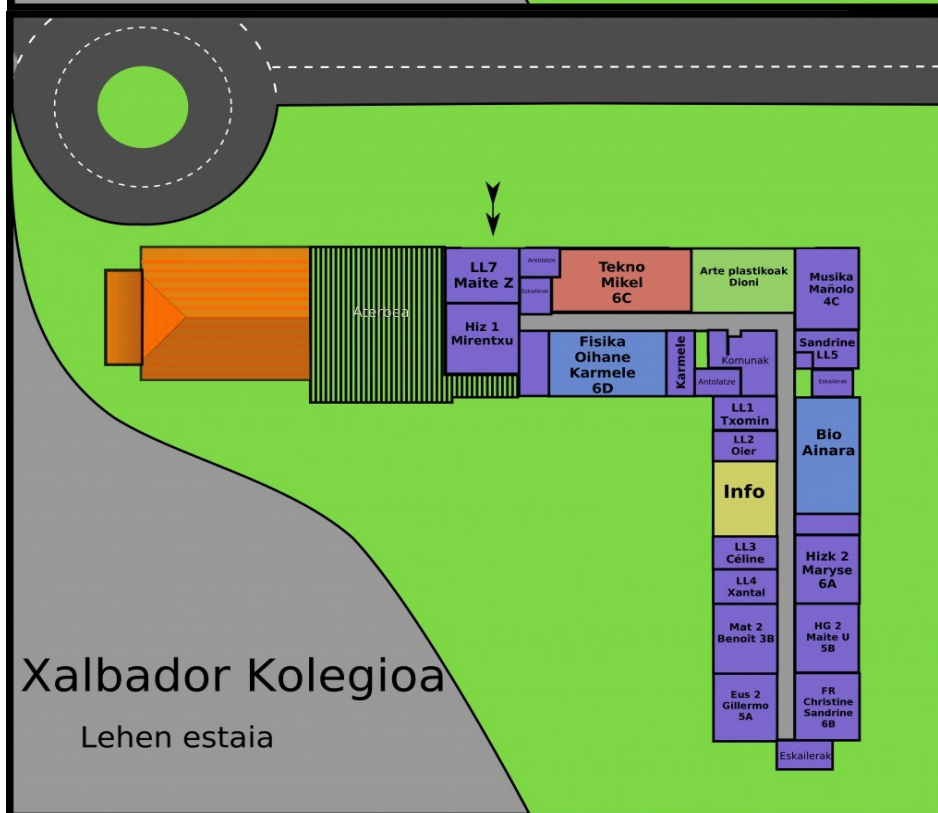 LL7
Maite Z
Antolatze
Eskailerak
Tekno
Mikel
6C
Arte plastikoak
Dioni
Musika
Mañolo
4C
Aterbea
Hiz 1
Mirentxu
Fisika
Oihane
Karmele
6D
Karmele
Komunak
Antolatze
Sandrine
LL5
Eskailerak
LL1
Txomin
LL2
Oier
Bio
Ainara
Info
LL3
Céline
LL4
Xantal
Hizk 2
Maryse
6A
Mat 2
Benoît 3B
HG 2
Maite U
5B
Eus 2
Gillermo
5A
FR
Christine
Sandrine
6B
Eskailerak
Xalbador Kolegioa
Lehen estaia